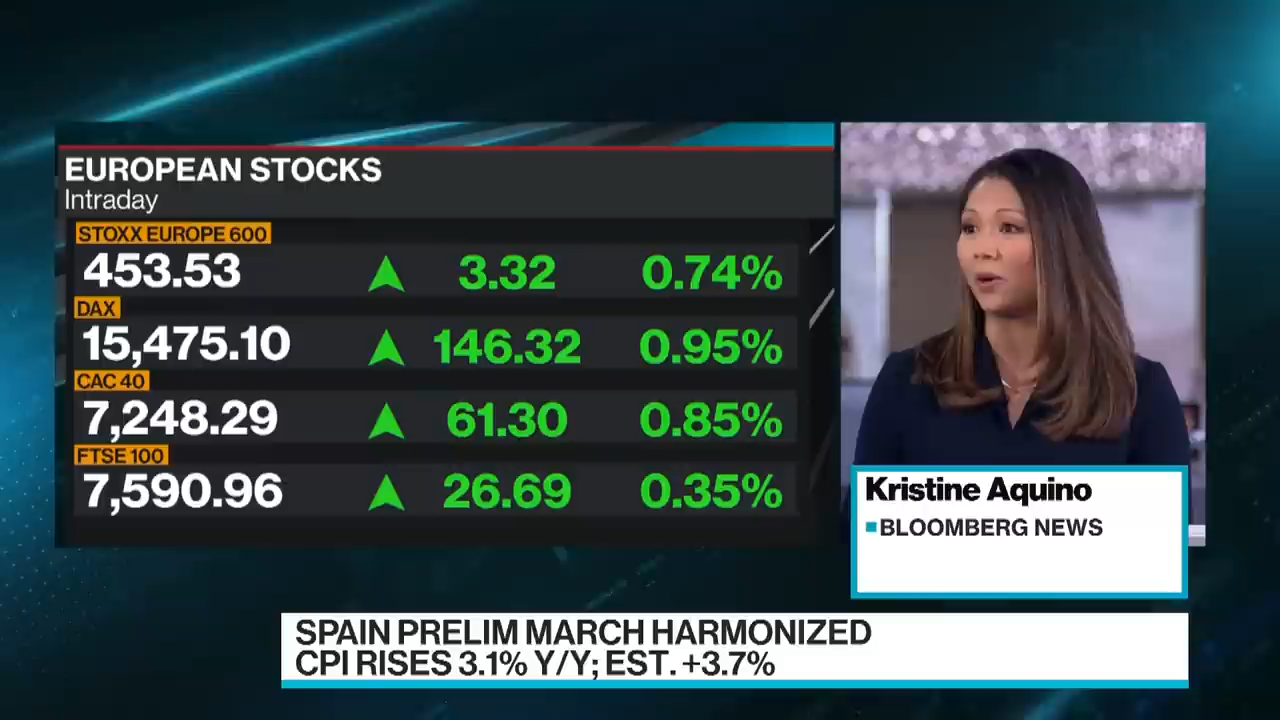 EUROPEAN STOCKS
Intraday
STOXX EUROPE 600
453.53 ▲ 3.32 0.74%
DAX
15,475.10 ▲ 146.32 0.95%
CAC 40
7,248.29 ▲ 61.30 0.85%
FTSE 100
7,590.96 ▲ 26.69 0.35%
Kristine Aquino
BLOOMBERG NEWS
SPAIN PRELIM MARCH HARMONIZED
CPI RISES 3.1% Y/Y; EST. +3.7%